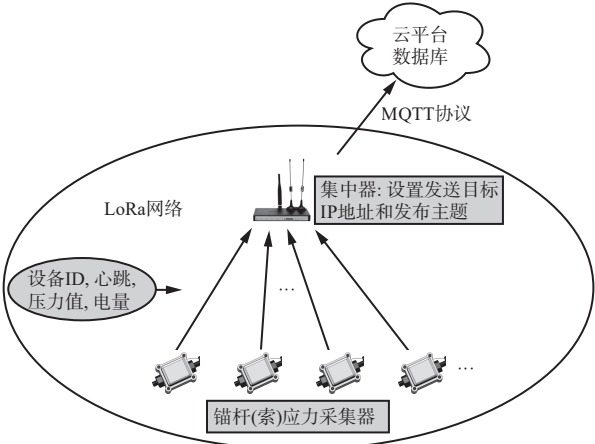 云平台
数据库
MQTT协议
集中器: 设置发送目标
IP地址和发布主题
LoRa网络
设备ID, 心跳,
压力值, 电量
...
...
锚杆(索)应力采集器